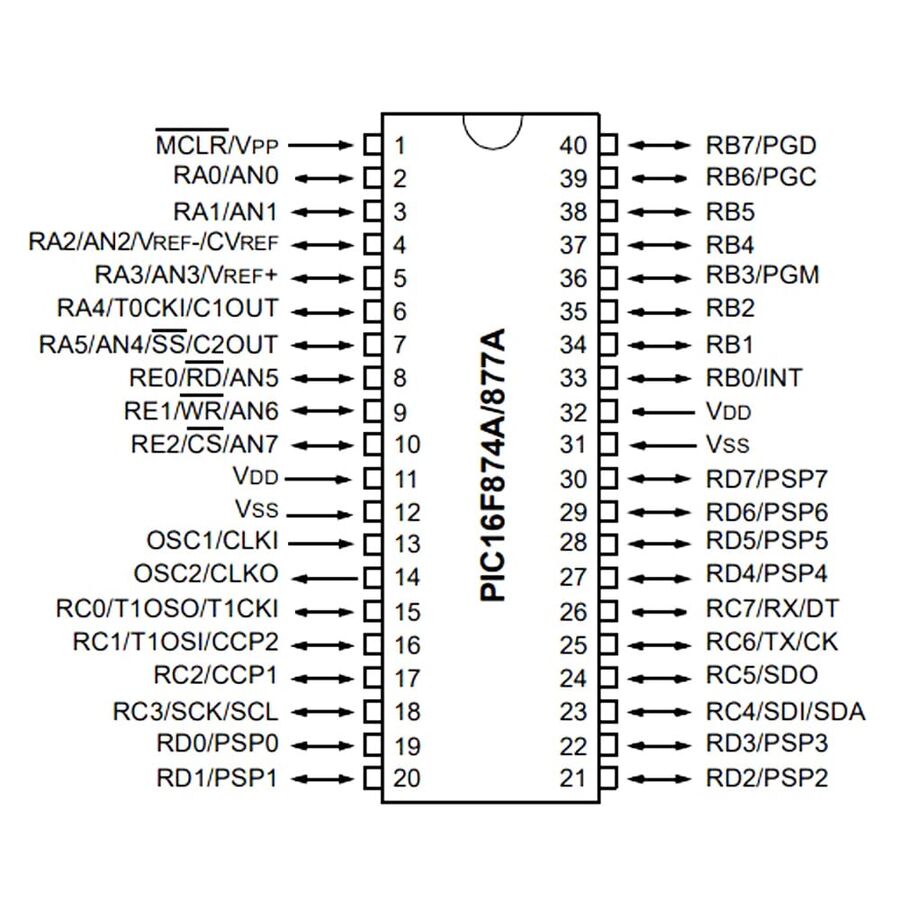 MCLR/VPP 1 40 RB7/PGD
RA0/AN0 2 39 RB6/PGC
RA1/AN1 3 38 RB5
RA2/AN2/VREF-/CVREF 4 37 RB4
RA3/AN3/VREF+ 5 36 RB3/PGM
RA4/T0CKI/C1OUT 6 35 RB2
RA5/AN4/SS/C2OUT 7 34 RB1
RE0/RD/AN5 8 33 RB0/INT
RE1/WR/AN6 9 32 VDD
RE2/CS/AN7 10 31 VSS
VDD 11 30 RD7/PSP7
VSS 12 29 RD6/PSP6
OSC1/CLKI 13 28 RD5/PSP5
OSC2/CLKO 14 27 RD4/PSP4
RC0/T1OSO/T1CKI 15 26 RC7/RX/DT
RC1/T1OSI/CCP2 16 25 RC6/TX/CK
RC2/CCP1 17 24 RC5/SDO
RC3/SCK/SCL 18 23 RC4/SDI/SDA
RD0/PSP0 19 22 RD3/PSP3
RD1/PSP1 20 21 RD2/PSP2
PIC16F874A/877A